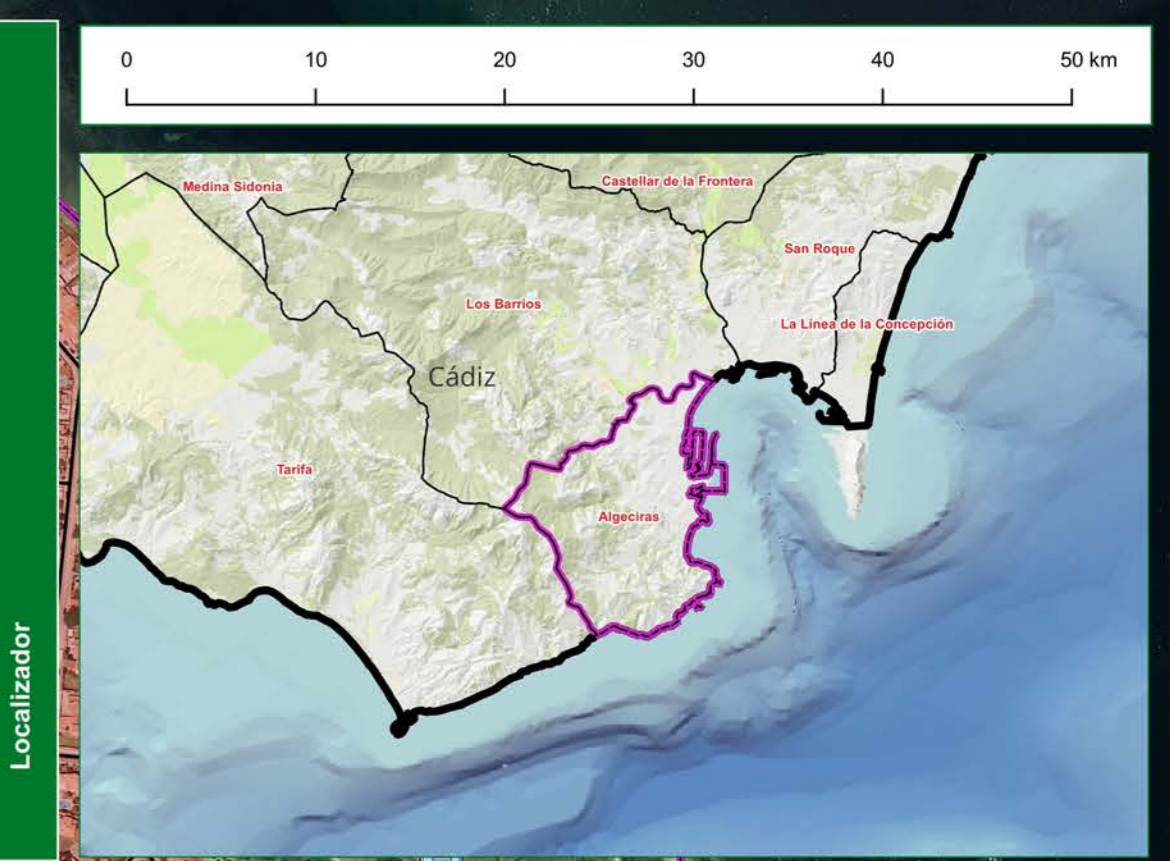 Localizador
0 10 20 30 40 50 km
Medina Sidonia
Castellar de la Frontera
San Roque
Los Barrios
La Línea de la Concepción
Cádiz
Tarifa
Algeciras